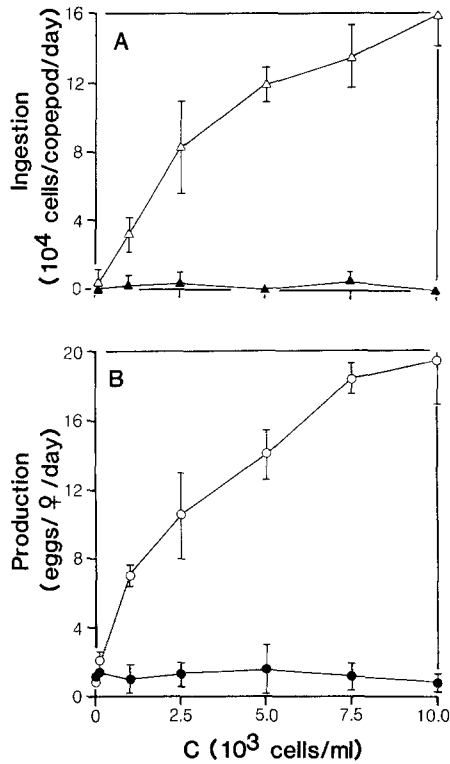 A
Ingestion
(10⁴ cells/copepod/day)
16
12
8
4
0
B
Production
(eggs/♀/day)
20
16
12
8
4
0
0 2.5 5.0 7.5 10.0
C (10³ cells/ml)